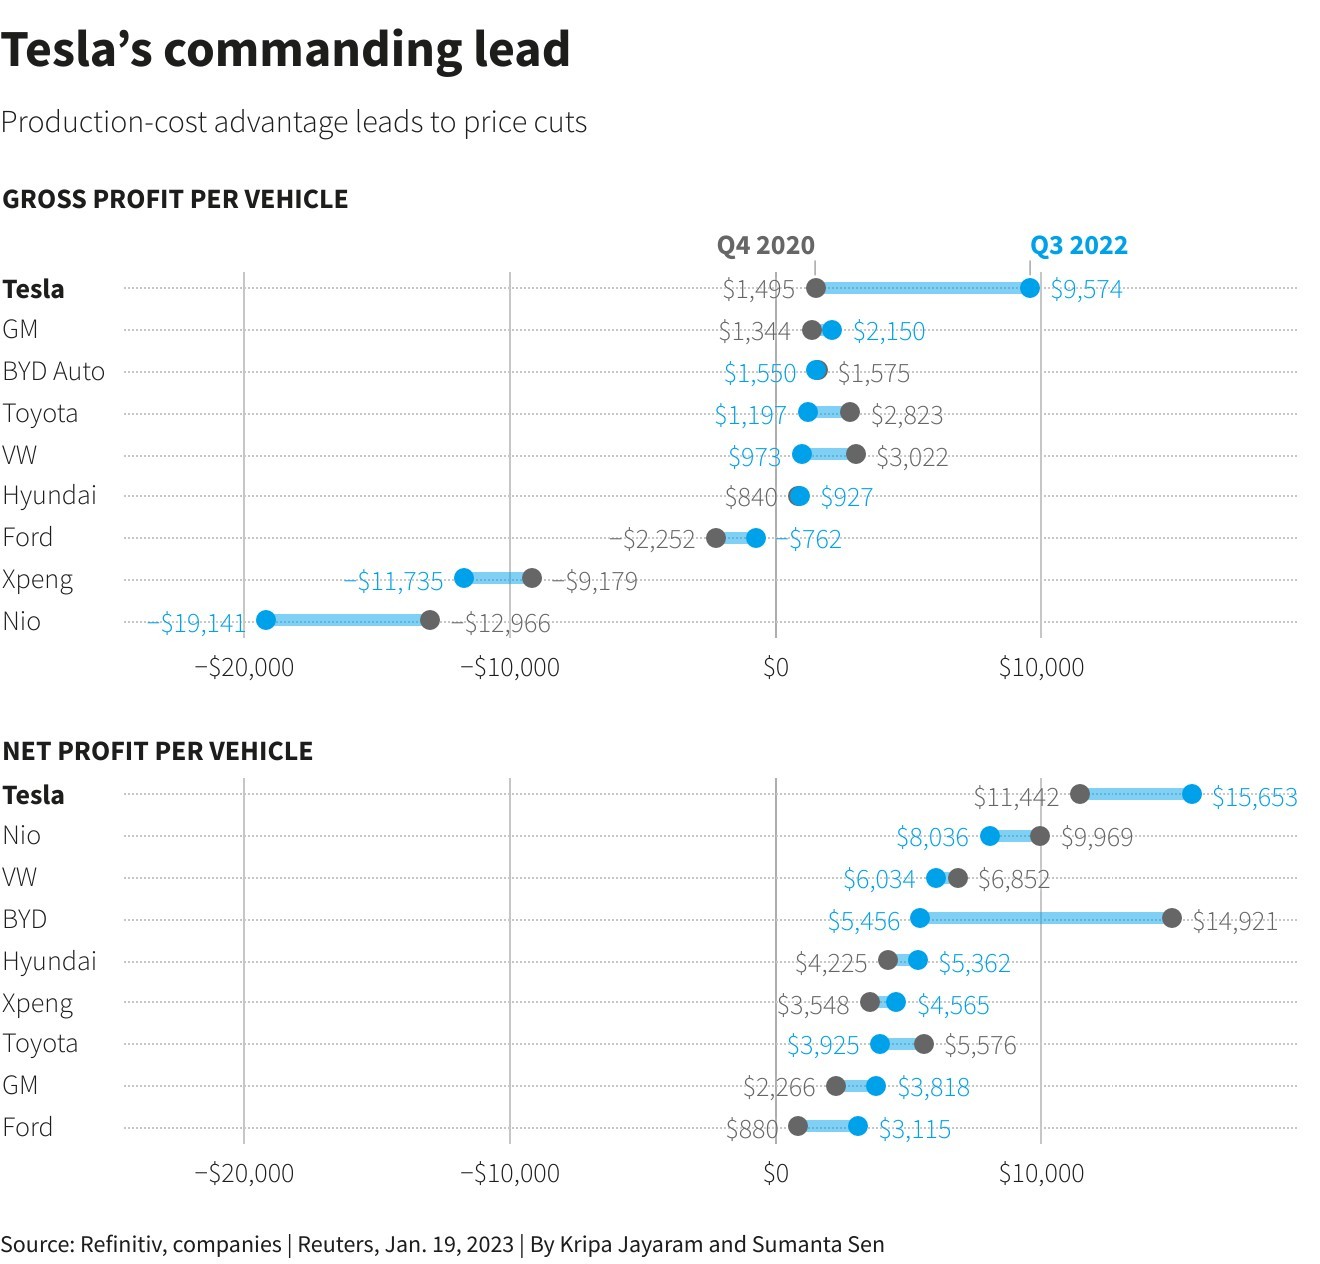 Tesla’s commanding lead
Production-cost advantage leads to price cuts
GROSS PROFIT PER VEHICLE
Q4 2020 Q3 2022
Tesla $1,495 $9,574
GM $1,344 $2,150
BYD Auto $1,550 $1,575
Toyota $1,197 $2,823
VW $973 $3,022
Hyundai $840 $927
Ford −$2,252 −$762
Xpeng −$11,735 −$9,179
Nio −$19,141 −$12,966
−$20,000 −$10,000 $0 $10,000
NET PROFIT PER VEHICLE
Tesla $11,442 $15,653
Nio $8,036 $9,969
VW $6,034 $6,852
BYD $5,456 $14,921
Hyundai $4,225 $5,362
Xpeng $3,548 $4,565
Toyota $3,925 $5,576
GM $2,266 $3,818
Ford $880 $3,115
−$20,000 −$10,000 $0 $10,000
Source: Refinitiv, companies | Reuters, Jan. 19, 2023 | By Kripa Jayaram and Sumanta Sen